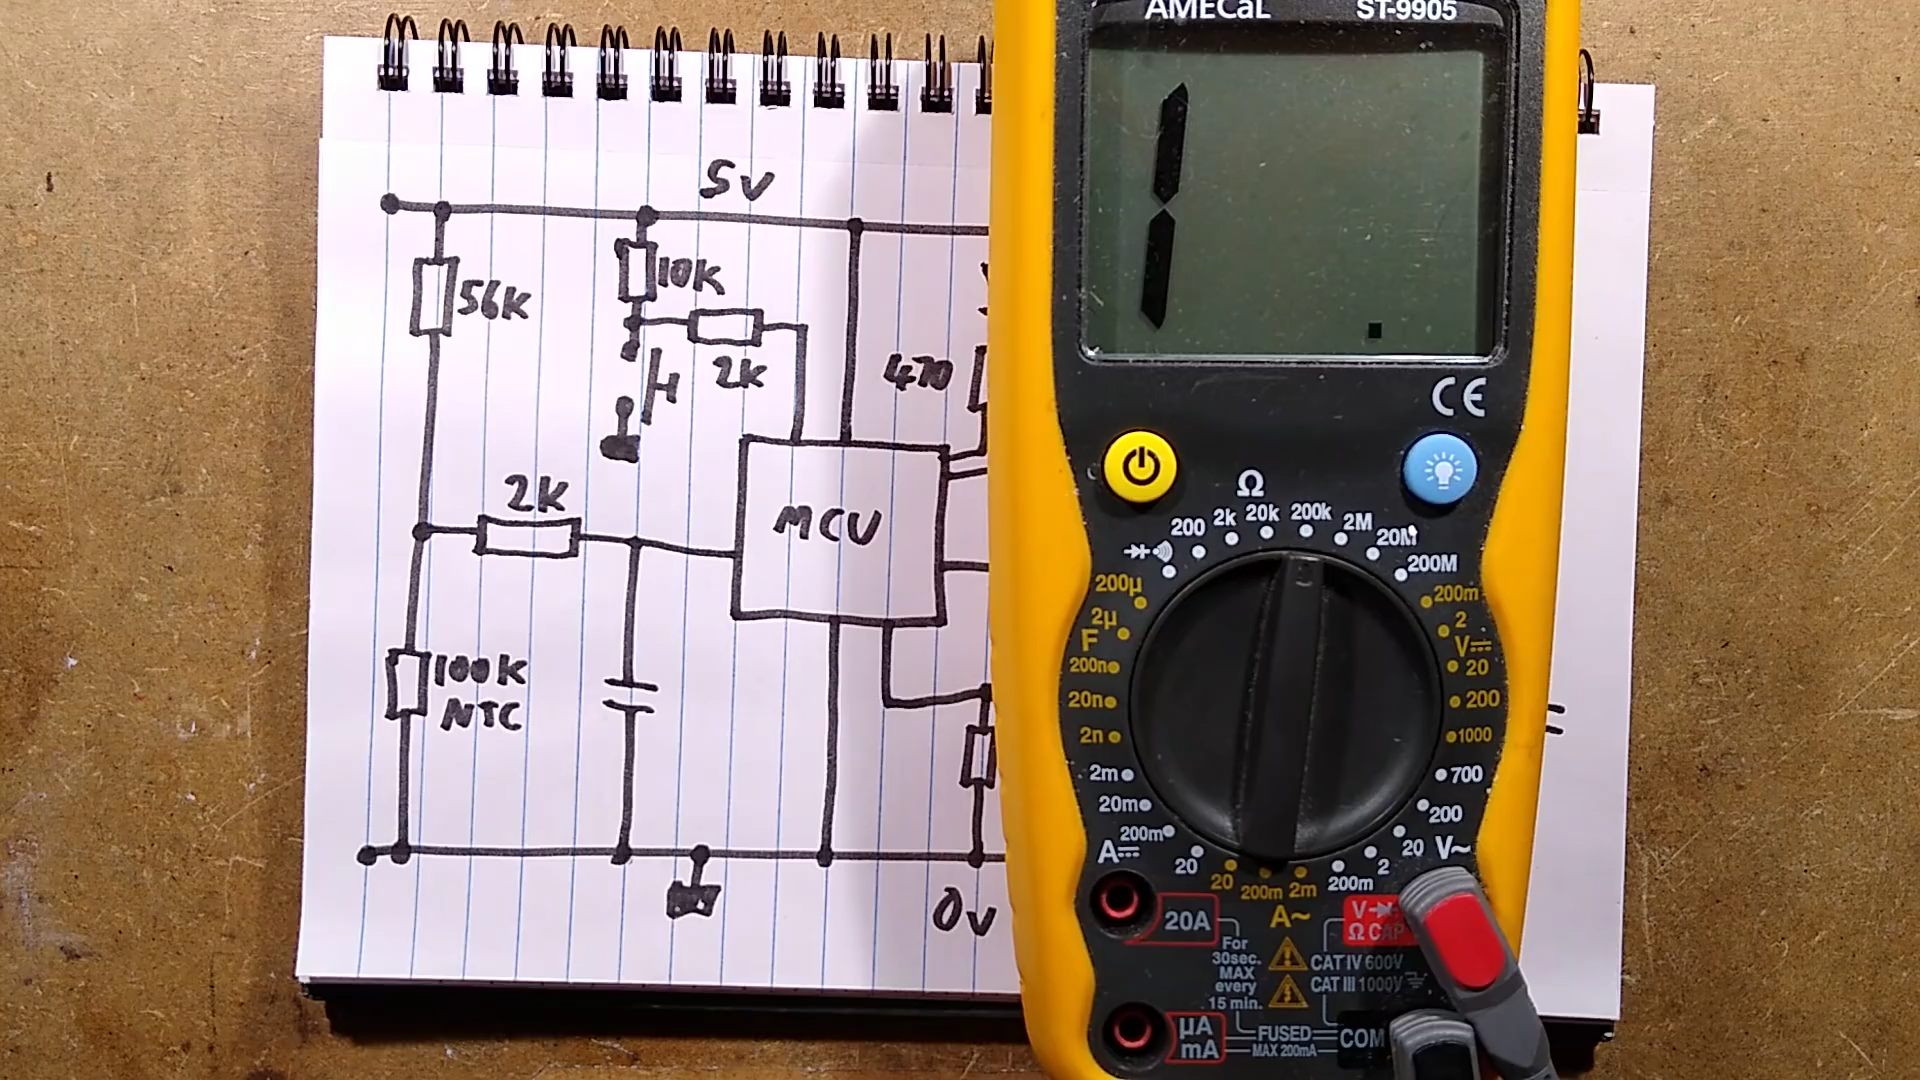 AMECaL ST-9905
5v
56K
10K
2K
470
2K
MCU
100K
NTC
0v
CE
Ω
200 2k 20k 200k 2M 20M 200M
200µ
2µ
F
200n
20n
2n
2m
20m
200m
A
20
20 200m 2m
A~
200m 2 20 V~
200
700
1000
200
20
V
2
200m
20A
For
30sec.
MAX
every
15 min.
V
Ω CAP
CAT IV 600V
CAT III 1000V
µA
mA
FUSED
MAX 200mA
COM
1.